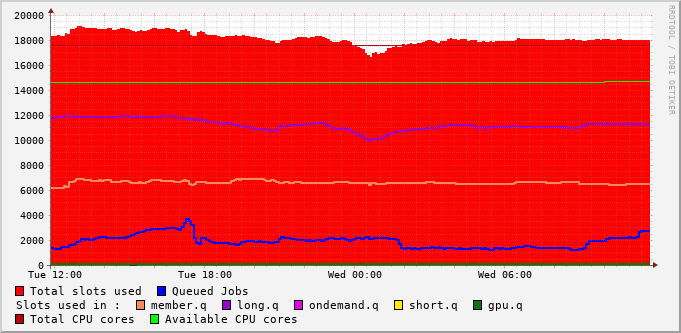 20000
18000
16000
14000
12000
10000
8000
6000
4000
2000
0
Tue 12:00 Tue 18:00 Wed 00:00 Wed 06:00
Total slots used Queued Jobs
Slots used in : member.q long.q ondemand.q short.q gpu.q
Total CPU cores Available CPU cores
RRDTOOL / TOBI OETIKER